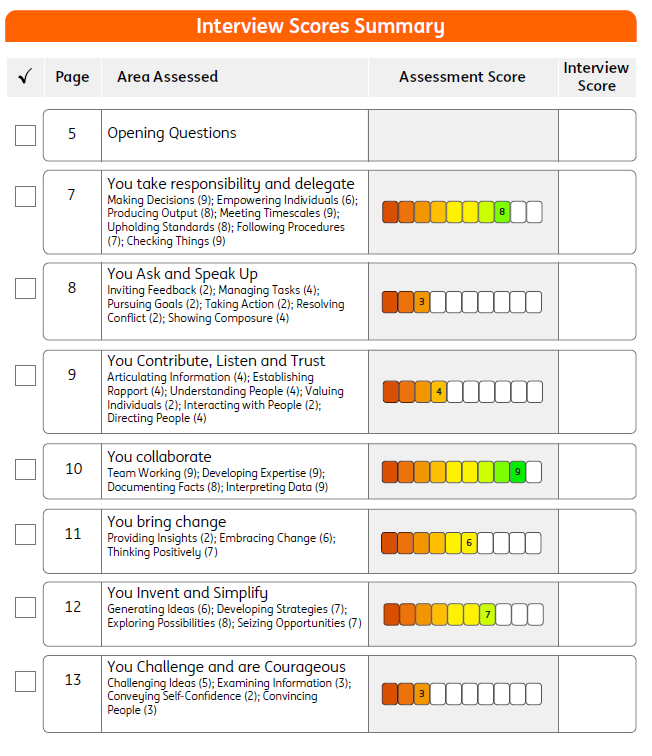 Interview Scores Summary
√ Page Area Assessed Assessment Score Interview
Score
5 Opening Questions
7 You take responsibility and delegate
Making Decisions (9); Empowering Individuals (6);
Producing Output (8); Meeting Timescales (9);
Upholding Standards (8); Following Procedures
(7); Checking Things (9)
8
8 You Ask and Speak Up
Inviting Feedback (2); Managing Tasks (4);
Pursuing Goals (2); Taking Action (2); Resolving
Conflict (2); Showing Composure (4)
3
9 You Contribute, Listen and Trust
Articulating Information (4); Establishing
Rapport (4); Understanding People (4); Valuing
Individuals (2); Interacting with People (2);
Directing People (4)
4
10 You collaborate
Team Working (9); Developing Expertise (9);
Documenting Facts (8); Interpreting Data (9)
9
11 You bring change
Providing Insights (2); Embracing Change (6);
Thinking Positively (7)
6
12 You Invent and Simplify
Generating Ideas (6); Developing Strategies (7);
Exploring Possibilities (8); Seizing Opportunities (7)
7
13 You Challenge and are Courageous
Challenging Ideas (5); Examining Information (3);
Conveying Self-Confidence (2); Convincing
People (3)
3